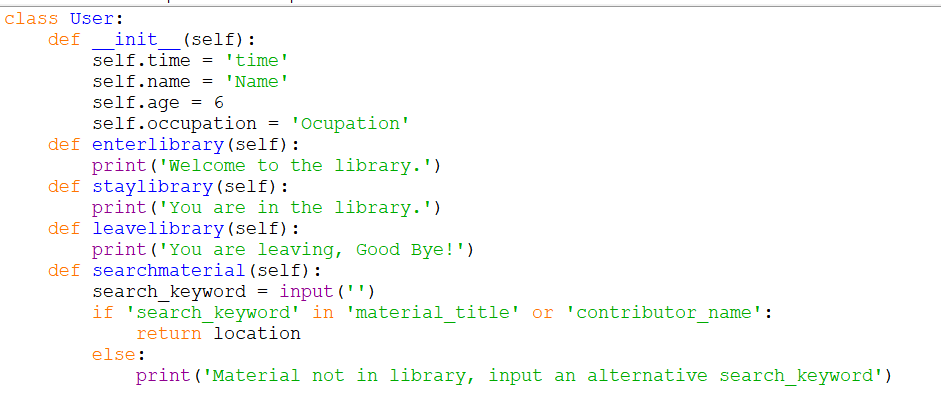 class User:
    def __init__(self):
        self.time = 'time'
        self.name = 'Name'
        self.age = 6
        self.occupation = 'Ocupation'
    def enterlibrary(self):
        print('Welcome to the library.')
    def staylibrary(self):
        print('You are in the library.')
    def leavelibrary(self):
        print('You are leaving, Good Bye!')
    def searchmaterial(self):
        search_keyword = input('')
        if 'search_keyword' in 'material_title' or 'contributor_name':
            return location
        else:
            print('Material not in library, input an alternative search_keyword')